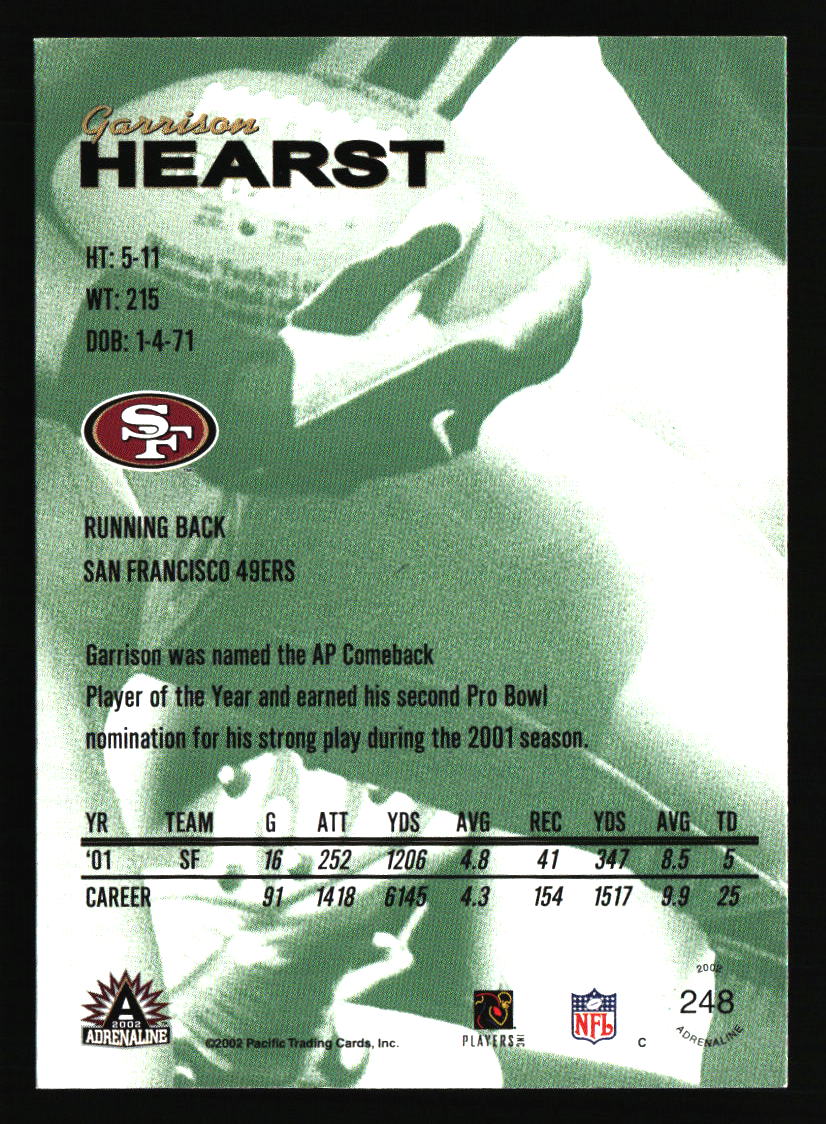 Garrison
HEARST
HT: 5-11
WT: 215
DOB: 1-4-71
SF
RUNNING BACK
SAN FRANCISCO 49ERS
Garrison was named the AP Comeback
Player of the Year and earned his second Pro Bowl
nomination for his strong play during the 2001 season.
YR TEAM G ATT YDS AVG REC YDS AVG TD
'01 SF 16 252 1206 4.8 41 347 8.5 5
CAREER 91 1418 6145 4.3 154 1517 9.9 25
A
2002
ADRENALINE
©2002 Pacific Trading Cards, Inc.
PLAYERS INC
NFL
C
2002
248
ADRENALINE